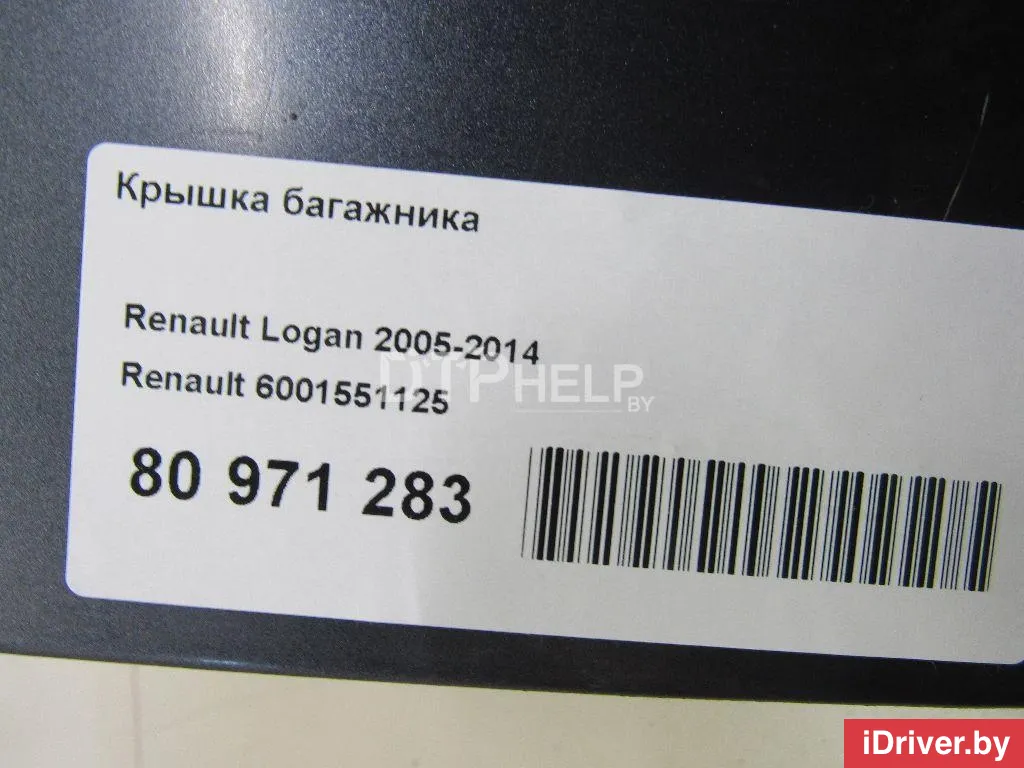 Крышка багажника
Renault Logan 2005-2014
Renault 6001551125
DTPHELP
BY
80 971 283
iDriver.by